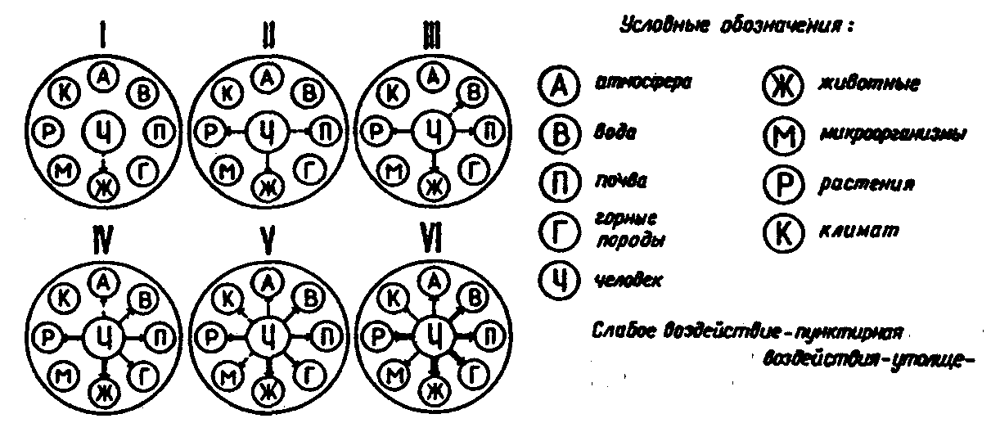 I II III
К А В
Р Ч П
М Ж Г
К А В
Р Ч П
М Ж Г
К А В
Р Ч П
М Ж Г
IV V VI
К А В
Р Ч П
М Ж Г
К А В
Р Ч П
М Ж Г
К А В
Р Ч П
М Ж Г
Условные обозначения:
А атмосфера
В вода
П почва
Г горные
породы
Ч человек
Ж животные
М микроорганизмы
Р растения
К климат
Слабое воздействие-пунктирная
воздействия-утолще-